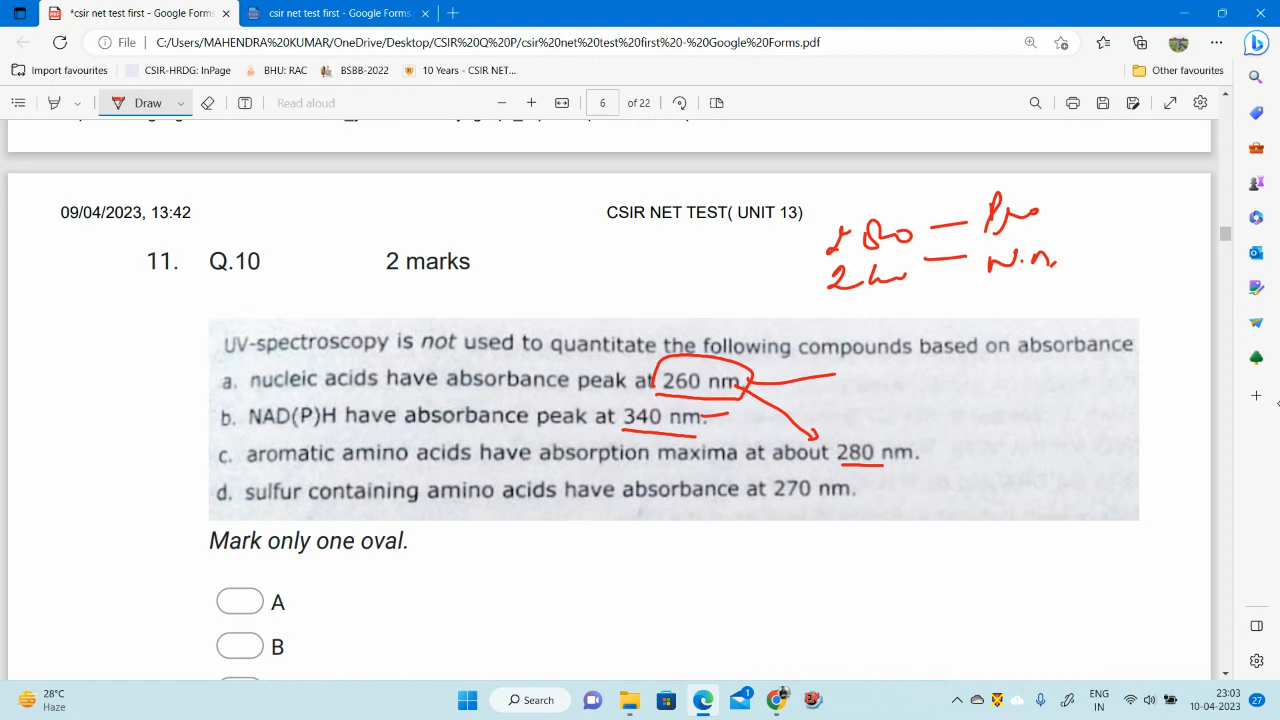 *csir net test first - Google Forms
csir net test first - Google Forms
File C:/Users/MAHENDRA%20KUMAR/OneDrive/Desktop/CSIR%20Q%20P/csir%20net%20test%20first%20-%20Google%20Forms.pdf
Import favourites CSIR-HRDG: InPage BHU: RAC BSBB-2022 10 Years - CSIR NET... Other favourites
Draw Read aloud 6 of 22
09/04/2023, 13:42 CSIR NET TEST( UNIT 13)
280 — Pro
11. Q.10 2 marks
— N.A.
UV-spectroscopy is not used to quantitate the following compounds based on absorbance
a. nucleic acids have absorbance peak at 260 nm.
b. NAD(P)H have absorbance peak at 340 nm.
c. aromatic amino acids have absorption maxima at about 280 nm.
d. sulfur containing amino acids have absorbance at 270 nm.
Mark only one oval.
A
B
28°C
Haze
Search
1
ENG
IN
23:03
10-04-2023
27